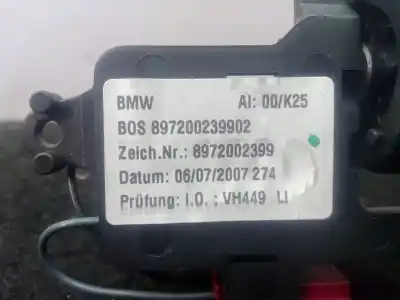 BMW AI: 00/K25
BOS 897200239902
Zeich.Nr.: 8972002399
Datum: 06/07/2007 274
Prüfung: I.O. ; VH449 LI